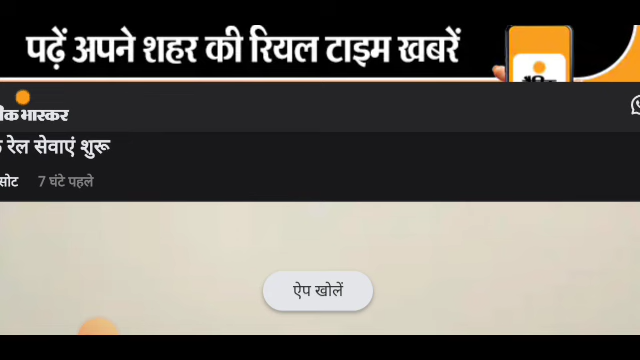 पढ़ें अपने शहर की रियल टाइम खबरें
भास्कर
रेल सेवाएं शुरू
7 घंटे पहले
ऐप खोलें